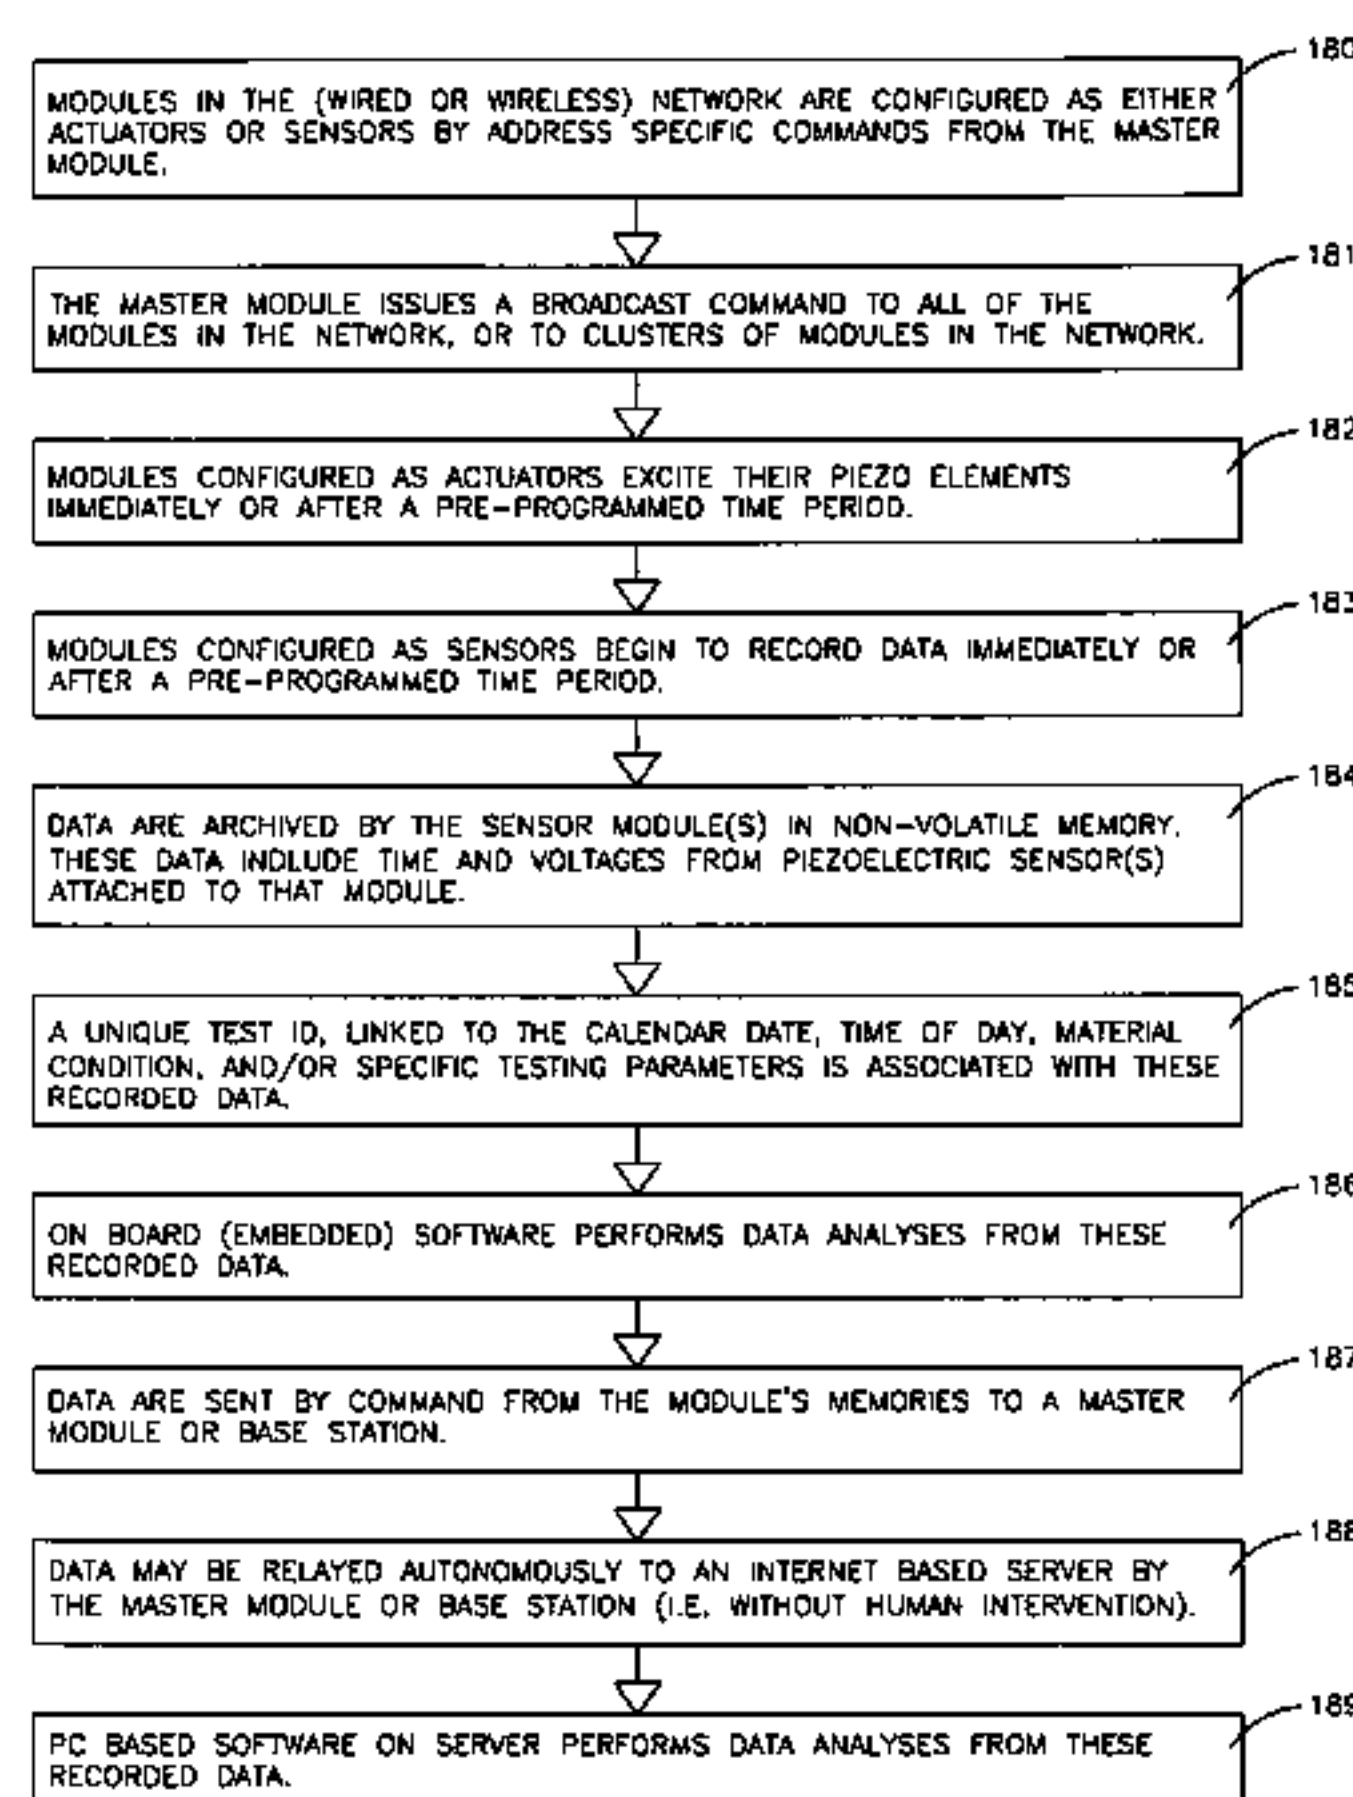 180
MODULES IN THE (WIRED OR WIRELESS) NETWORK ARE CONFIGURED AS EITHER
ACTUATORS OR SENSORS BY ADDRESS SPECIFIC COMMANDS FROM THE MASTER
MODULE.
181
THE MASTER MODULE ISSUES A BROADCAST COMMAND TO ALL OF THE
MODULES IN THE NETWORK, OR TO CLUSTERS OF MODULES IN THE NETWORK.
182
MODULES CONFIGURED AS ACTUATORS EXCITE THEIR PIEZO ELEMENTS
IMMEDIATELY OR AFTER A PRE-PROGRAMMED TIME PERIOD.
183
MODULES CONFIGURED AS SENSORS BEGIN TO RECORD DATA IMMEDIATELY OR
AFTER A PRE-PROGRAMMED TIME PERIOD.
184
DATA ARE ARCHIVED BY THE SENSOR MODULE(S) IN NON-VOLATILE MEMORY.
THESE DATA INCLUDE TIME AND VOLTAGES FROM PIEZOELECTRIC SENSOR(S)
ATTACHED TO THAT MODULE.
185
A UNIQUE TEST ID, LINKED TO THE CALENDAR DATE, TIME OF DAY, MATERIAL
CONDITION, AND/OR SPECIFIC TESTING PARAMETERS IS ASSOCIATED WITH THESE
RECORDED DATA.
186
ON BOARD (EMBEDDED) SOFTWARE PERFORMS DATA ANALYSES FROM THESE
RECORDED DATA.
187
DATA ARE SENT BY COMMAND FROM THE MODULE'S MEMORIES TO A MASTER
MODULE OR BASE STATION.
188
DATA MAY BE RELAYED AUTONOMOUSLY TO AN INTERNET BASED SERVER BY
THE MASTER MODULE OR BASE STATION (I.E. WITHOUT HUMAN INTERVENTION).
189
PC BASED SOFTWARE ON SERVER PERFORMS DATA ANALYSES FROM THESE
RECORDED DATA.